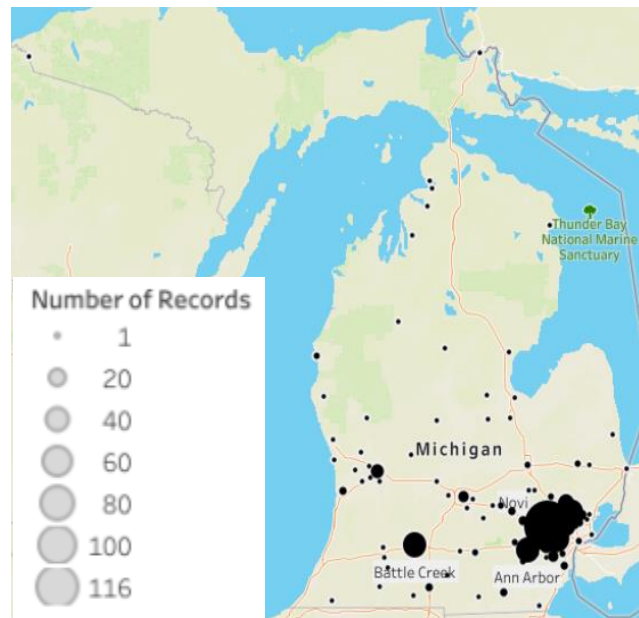 Thunder Bay
National Marine
Sanctuary
Number of Records
1
20
40
60
80
100
116
Michigan
Novi
Battle Creek
Ann Arbor